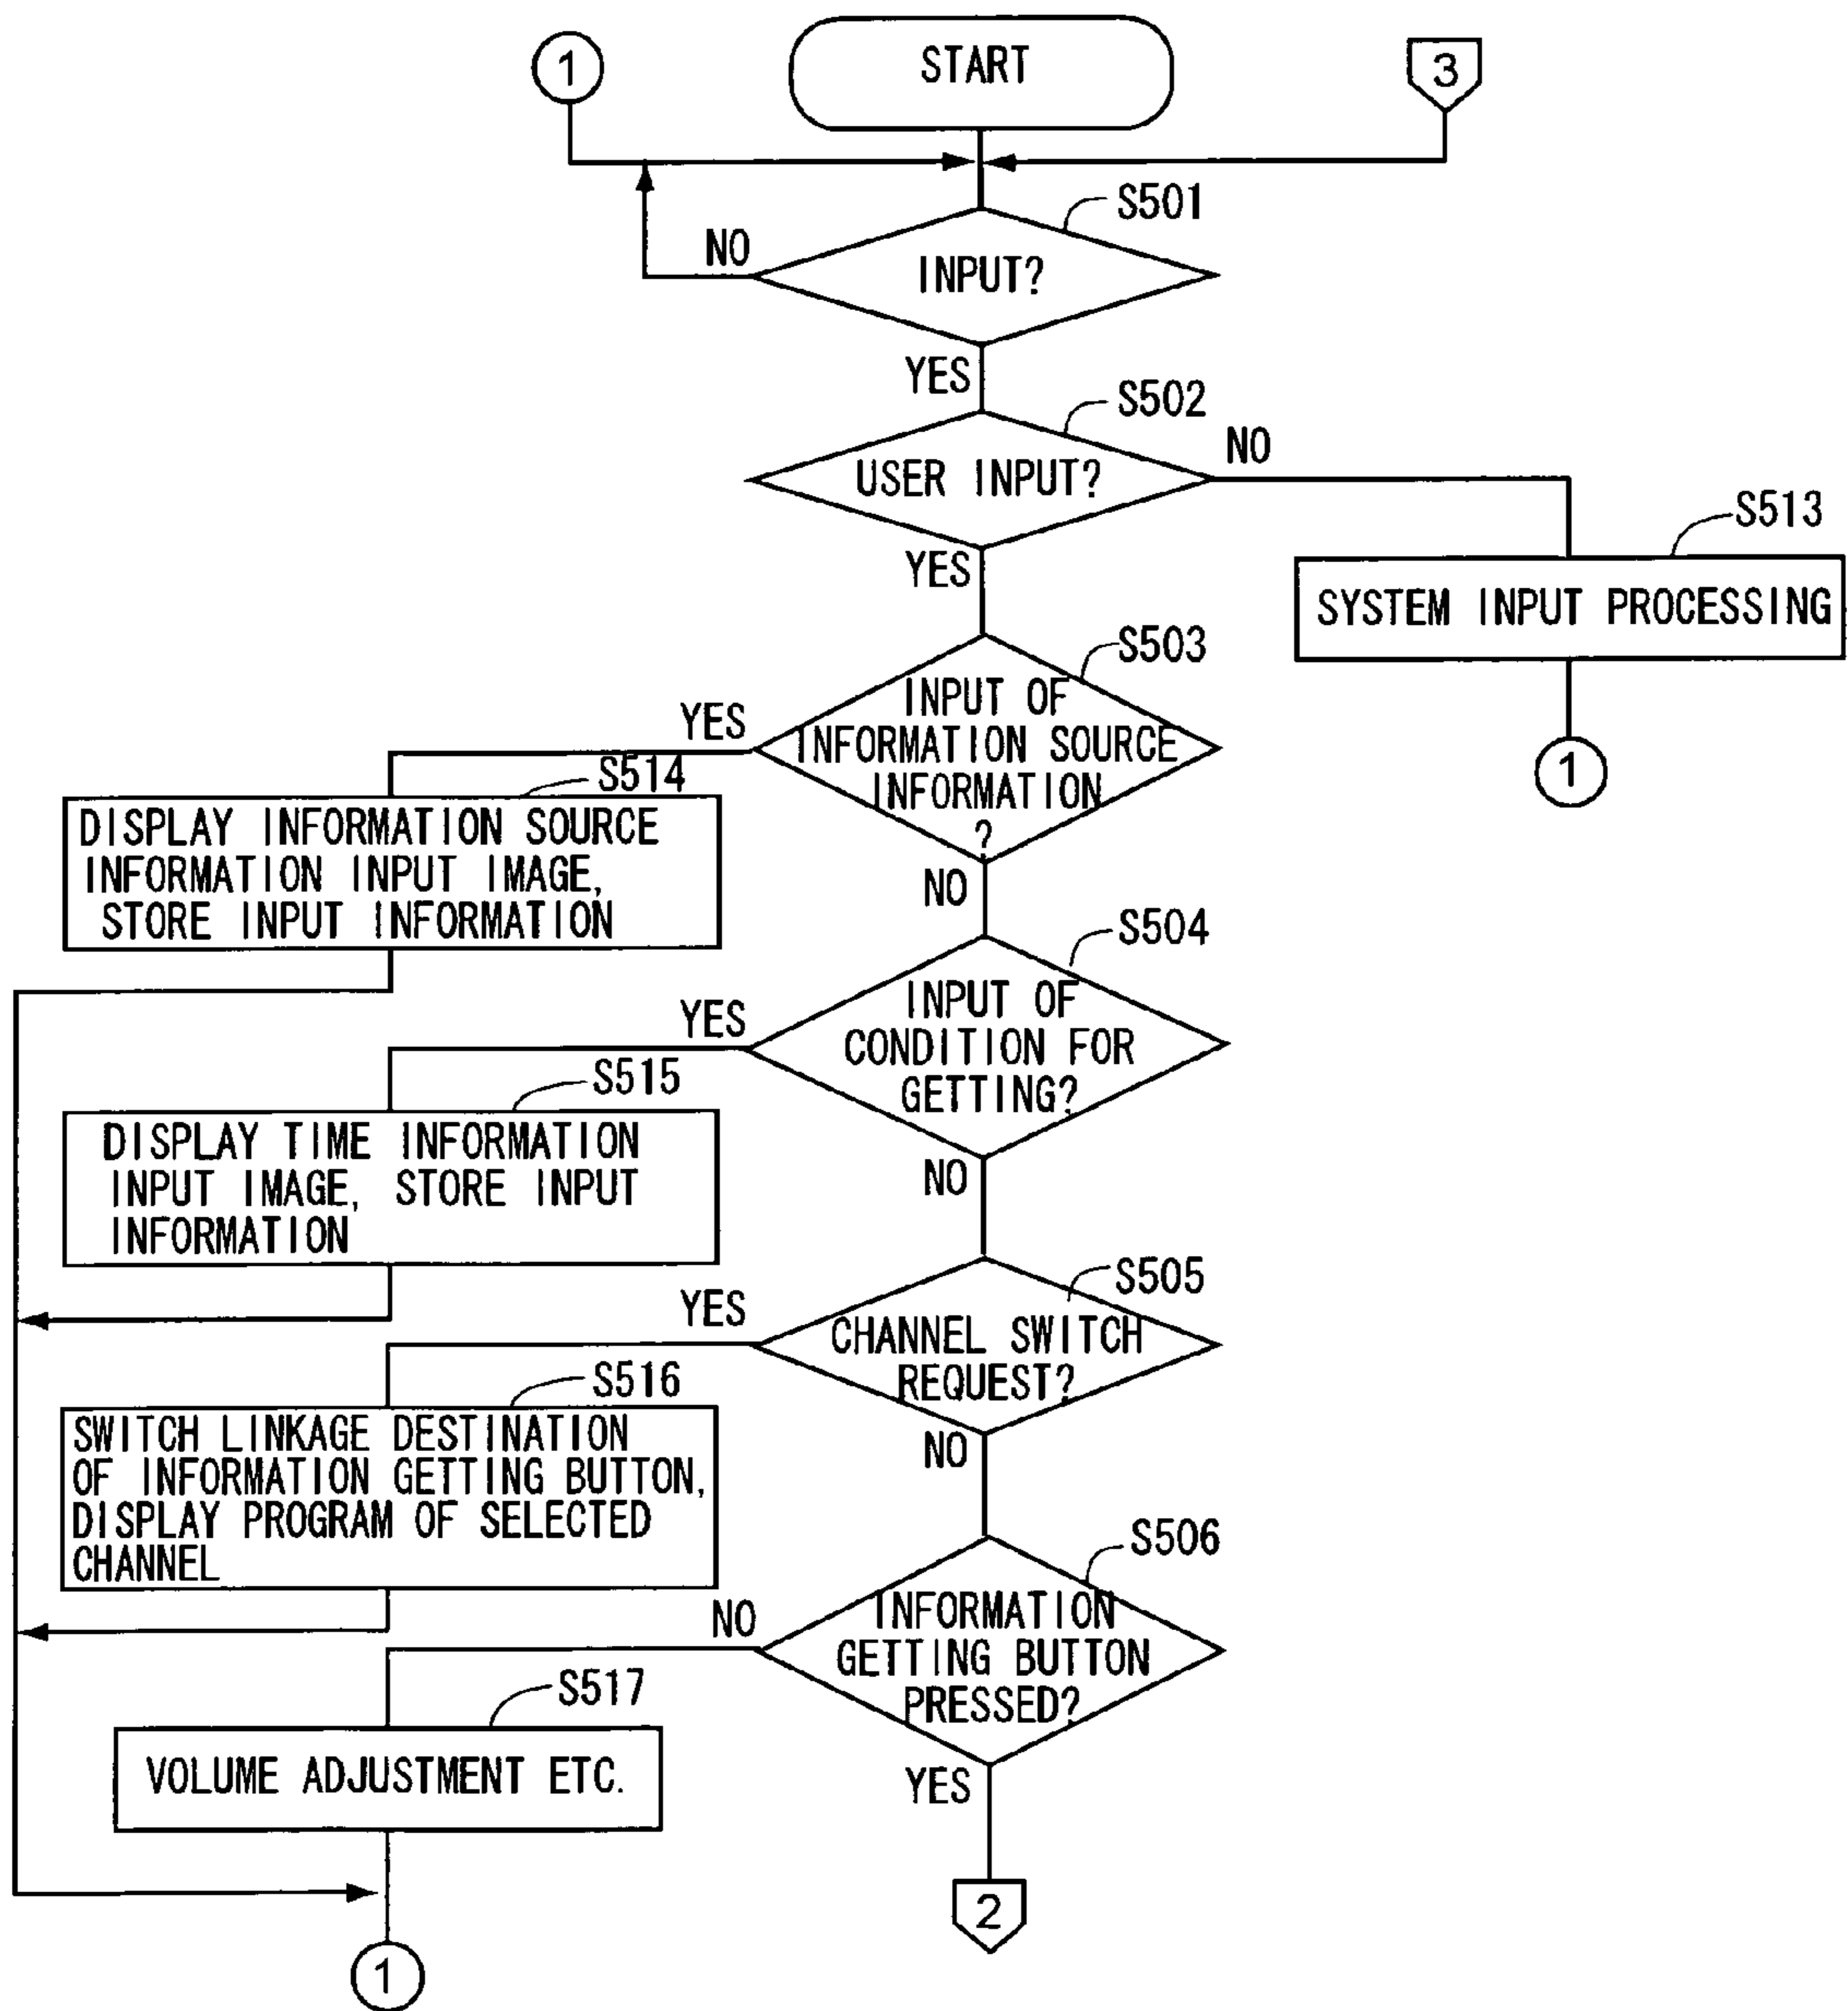 1
START
3
S501
NO
INPUT?
YES
S502
NO
USER INPUT?
S513
YES
SYSTEM INPUT PROCESSING
S503
INPUT OF
YES
INFORMATION SOURCE
INFORMATION
?
1
S514
DISPLAY INFORMATION SOURCE
INFORMATION INPUT IMAGE,
STORE INPUT INFORMATION
NO
S504
INPUT OF
YES
CONDITION FOR
GETTING?
S515
DISPLAY TIME INFORMATION
INPUT IMAGE, STORE INPUT
INFORMATION
NO
S505
YES
CHANNEL SWITCH
REQUEST?
S516
SWITCH LINKAGE DESTINATION
OF INFORMATION GETTING BUTTON,
DISPLAY PROGRAM OF SELECTED
CHANNEL
NO
S506
NO
INFORMATION
GETTING BUTTON
PRESSED?
S517
VOLUME ADJUSTMENT ETC.
YES
2
1